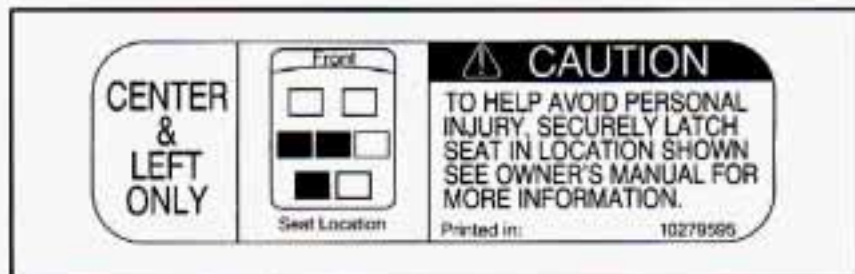 CENTER
&
LEFT
ONLY
Front
Seat Location
CAUTION
TO HELP AVOID PERSONAL
INJURY, SECURELY LATCH
SEAT IN LOCATION SHOWN
SEE OWNER'S MANUAL FOR
MORE INFORMATION.
Printed in:
10279595